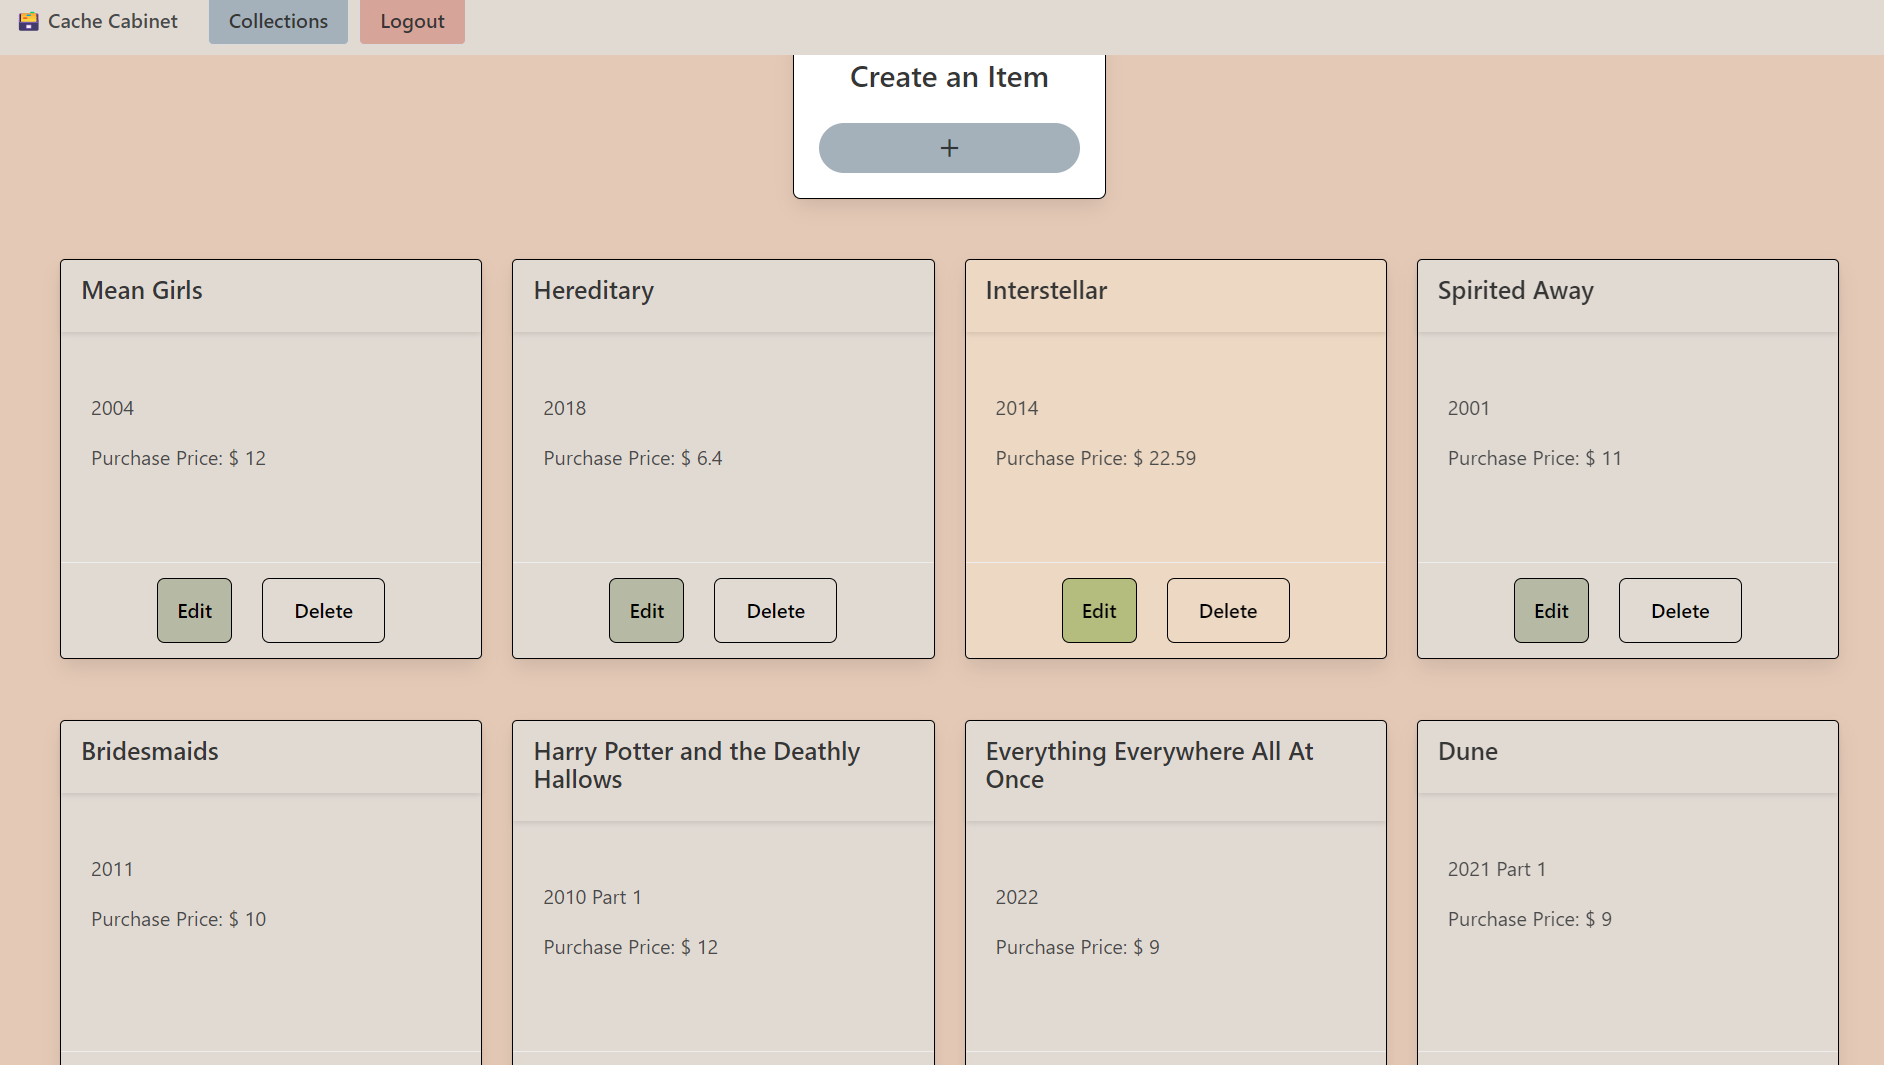 Cache Cabinet Collections Logout
Create an Item
+
Mean Girls
2004
Purchase Price: $ 12
Edit Delete
Hereditary
2018
Purchase Price: $ 6.4
Edit Delete
Interstellar
2014
Purchase Price: $ 22.59
Edit Delete
Spirited Away
2001
Purchase Price: $ 11
Edit Delete
Bridesmaids
2011
Purchase Price: $ 10
Harry Potter and the Deathly
Hallows
2010 Part 1
Purchase Price: $ 12
Everything Everywhere All At
Once
2022
Purchase Price: $ 9
Dune
2021 Part 1
Purchase Price: $ 9